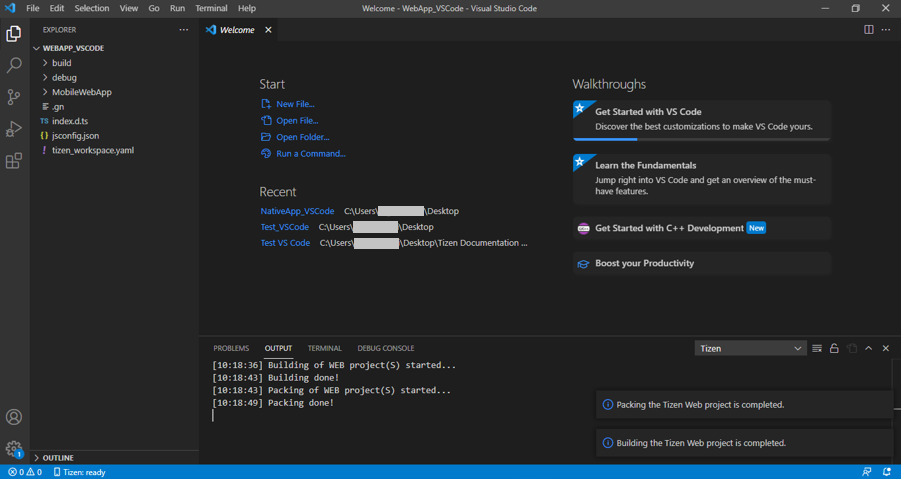 File Edit Selection View Go Run Terminal Help
Welcome - WebApp_VSCode - Visual Studio Code
EXPLORER
WEBAPP_VSCODE
build
debug
MobileWebApp
.gn
TS index.d.ts
{} jsconfig.json
! tizen_workspace.yaml
OUTLINE
Welcome
Start
New File...
Open File...
Open Folder...
Run a Command...
Recent
NativeApp_VSCode C:\Users\ \Desktop
Test_VSCode C:\Users\ \Desktop
Test VS Code C:\Users\ \Desktop\Tizen Documentation ...
Walkthroughs
Get Started with VS Code
Discover the best customizations to make VS Code yours.
Learn the Fundamentals
Jump right into VS Code and get an overview of the must-
have features.
Get Started with C++ Development New
Boost your Productivity
PROBLEMS OUTPUT TERMINAL DEBUG CONSOLE
Tizen
[10:18:36] Building of WEB project(S) started...
[10:18:43] Building done!
[10:18:43] Packing of WEB project(S) started...
[10:18:49] Packing done!
Packing the Tizen Web project is completed.
Building the Tizen Web project is completed.
1
0 0 Tizen: ready